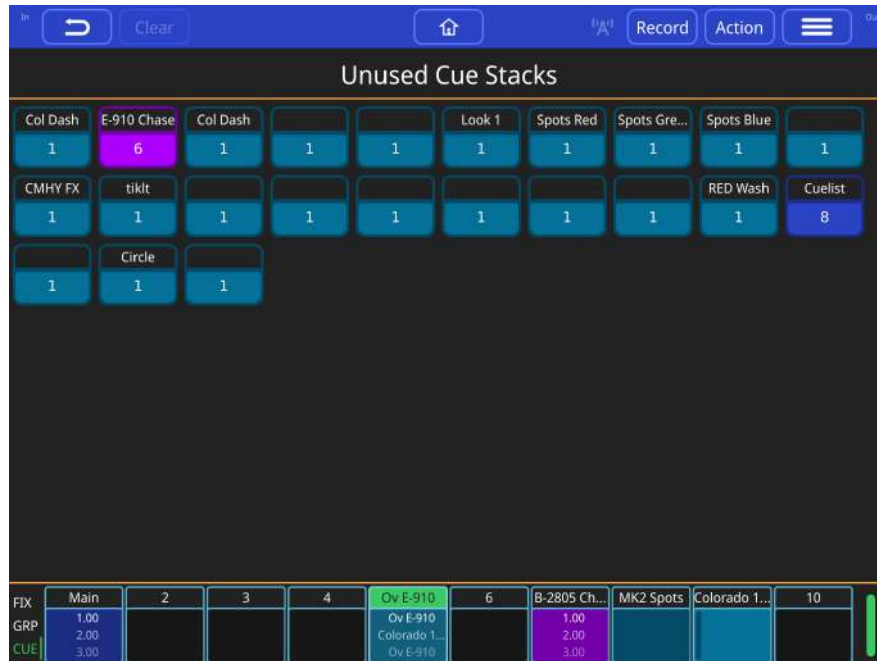 In
Clear
Record
Action
Ou
Unused Cue Stacks
Col Dash E-910 Chase Col Dash Look 1 Spots Red Spots Gre... Spots Blue
1 6 1 1 1 1 1 1 1 1
CMHY FX tiklt RED Wash Cuelist
1 1 1 1 1 1 1 1 1 8
Circle
1 1 1
FIX
GRP
CUE
Main 2 3 4 Ov E-910 6 B-2805 Ch... MK2 Spots Colorado 1... 10
1.00 Ov E-910 1.00
2.00 Colorado 1... 2.00
3.00 Ov E-910 3.00